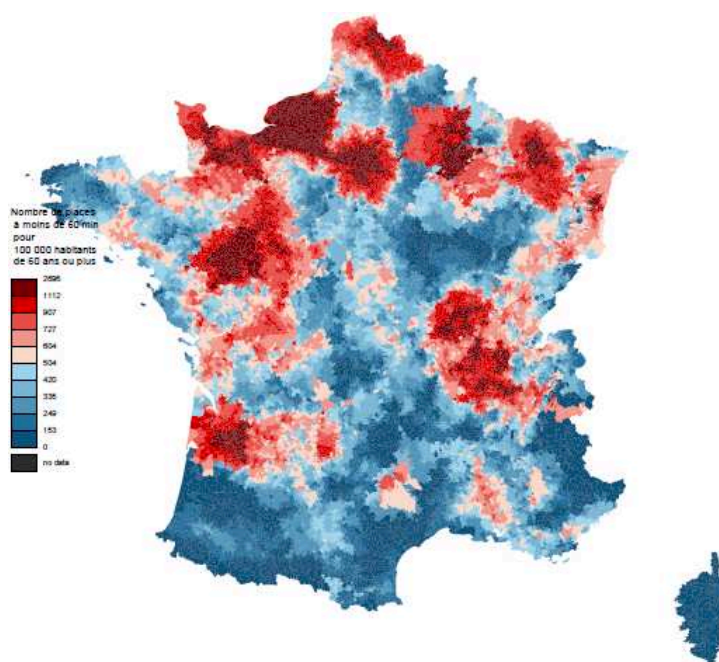 Nombre de places
à moins de 60 min
pour
100 000 habitants
de 60 ans ou plus
2696
1112
907
727
604
504
420
335
249
153
0
no data